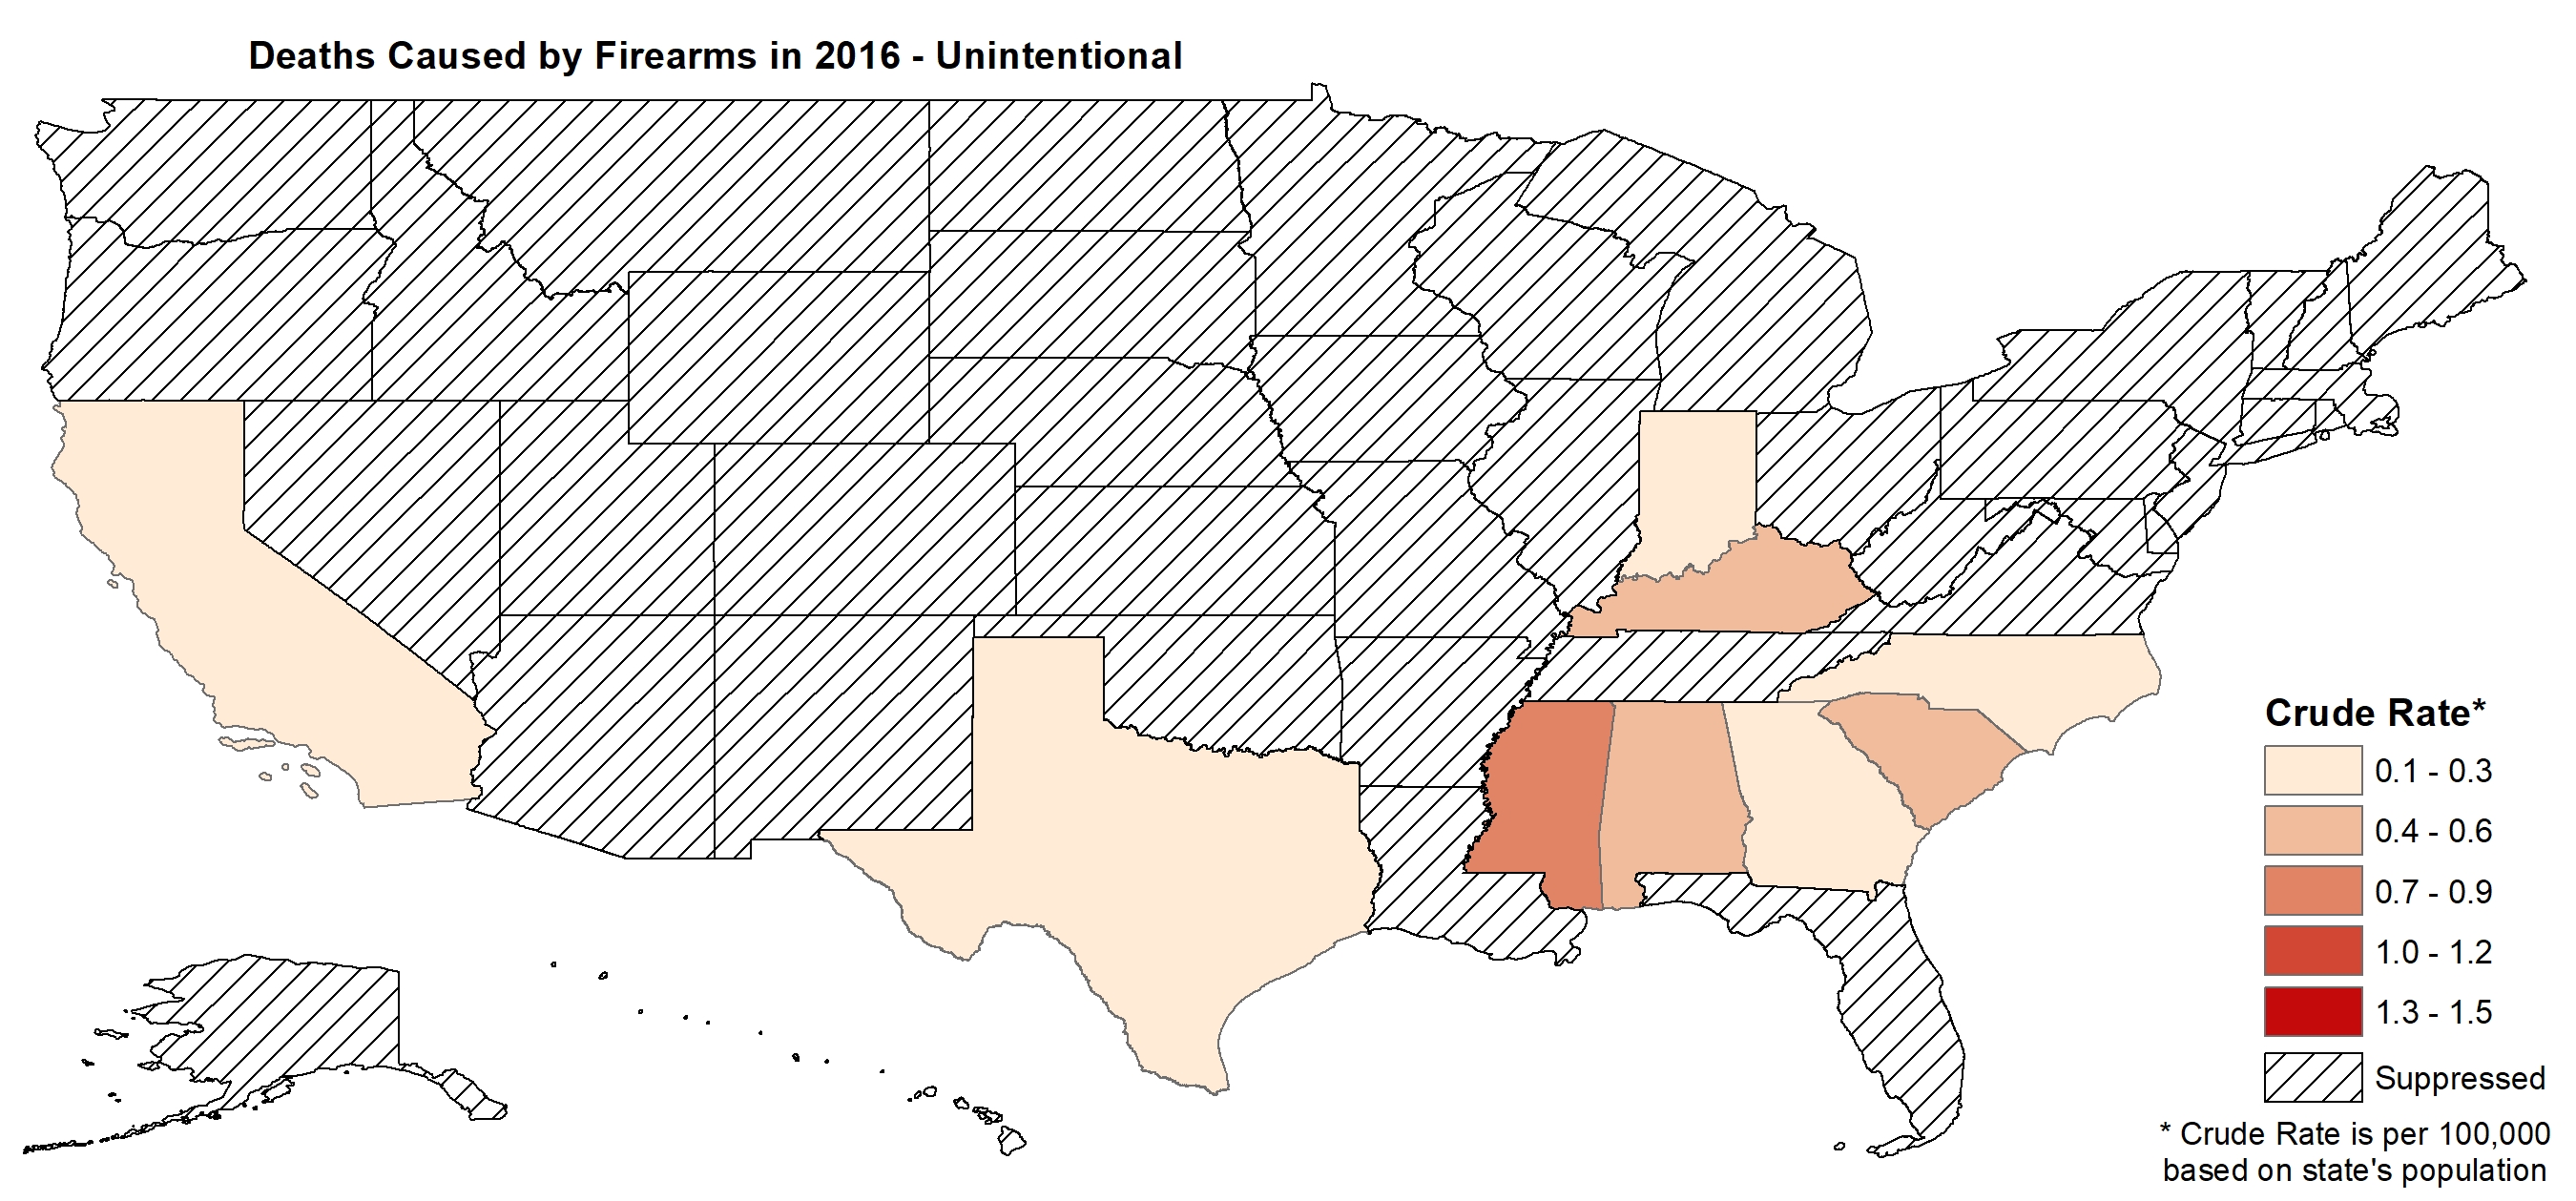 Deaths Caused by Firearms in 2016 - Unintentional
Crude Rate*
0.1 - 0.3
0.4 - 0.6
0.7 - 0.9
1.0 - 1.2
1.3 - 1.5
Suppressed
* Crude Rate is per 100,000
based on state's population